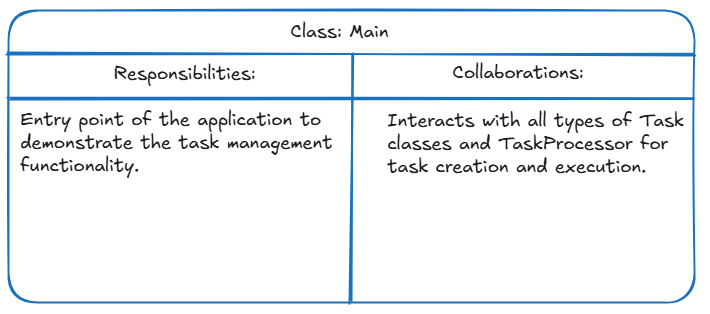 Class: Main
Responsibilities:
Collaborations:
Entry point of the application to
demonstrate the task management
functionality.
Interacts with all types of Task
classes and TaskProcessor for
task creation and execution.